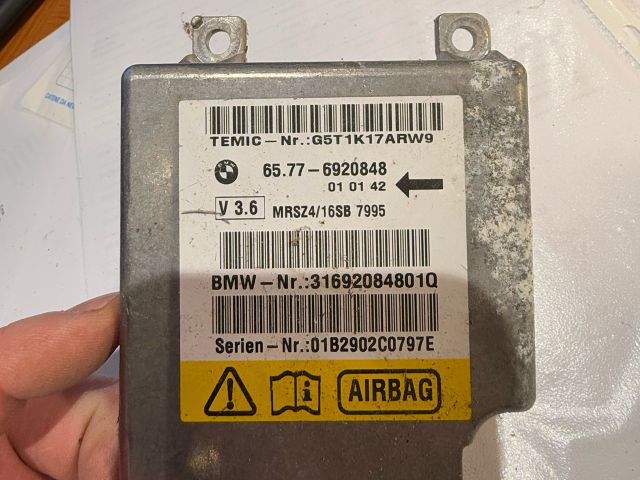 TEMIC-Nr.:G5T1K17ARW9
65.77-6920848
01 01 42
V 3.6 MRSZ4/16SB 7995
BMW-Nr.:31692084801Q
Serien-Nr.:01B2902C0797E
AIRBAG